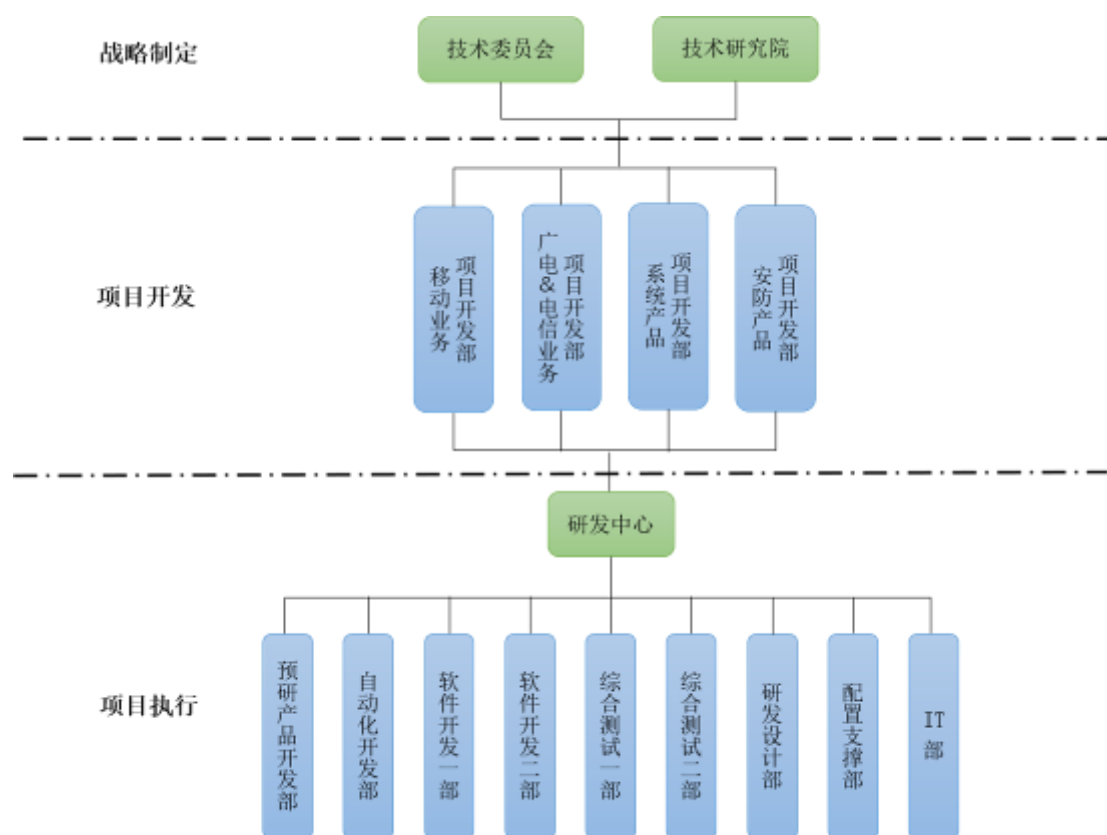 战略制定
技术委员会
技术研究院
项目开发
项目开发部
移动业务
项目开发部
广电&电信业务
项目开发部
系统产品
项目开发部
安防产品
研发中心
项目执行
预研产品开发部
自动化开发部
软件开发一部
软件开发二部
综合测试一部
综合测试二部
研发设计部
配置支撑部
IT
部